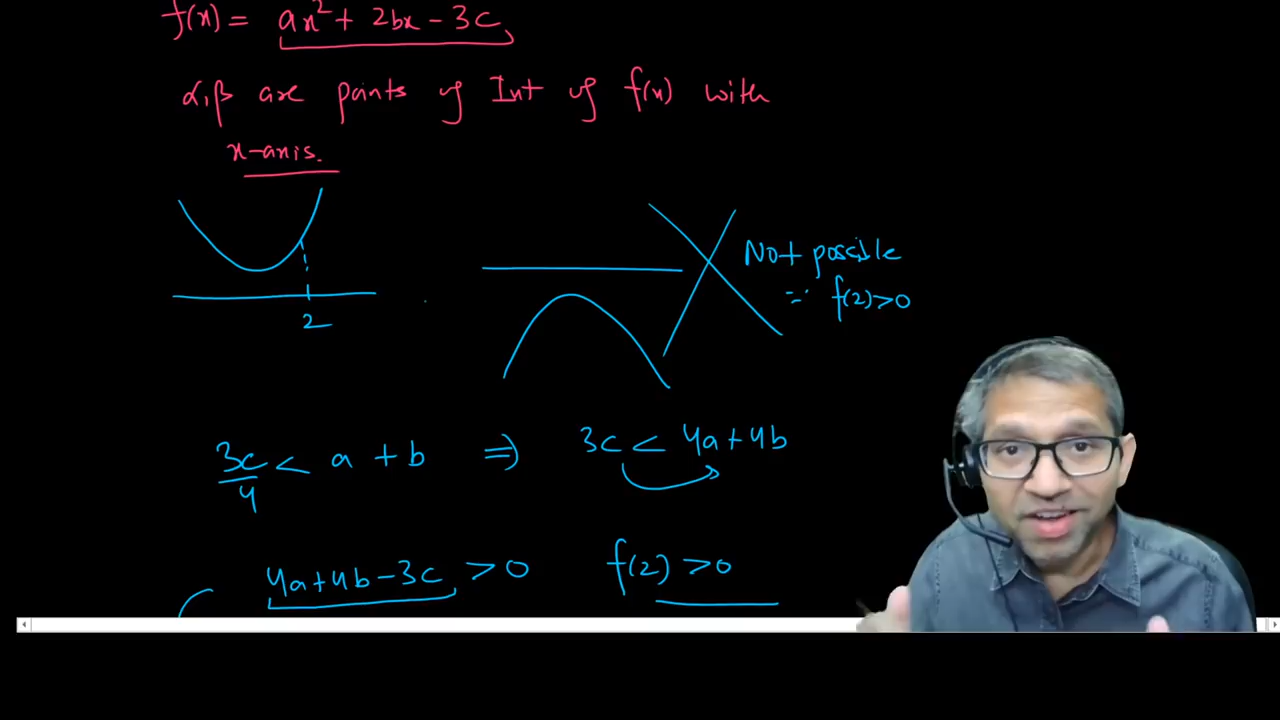 f(x) = ax² + 2bx - 3c
α, β are points of Int of f(x) with
x-axis.
2
Not possible
∵ f(2)>0
3c/4 < a + b ⇒ 3c < 4a+4b
4a+4b-3c > 0 f(2) >0